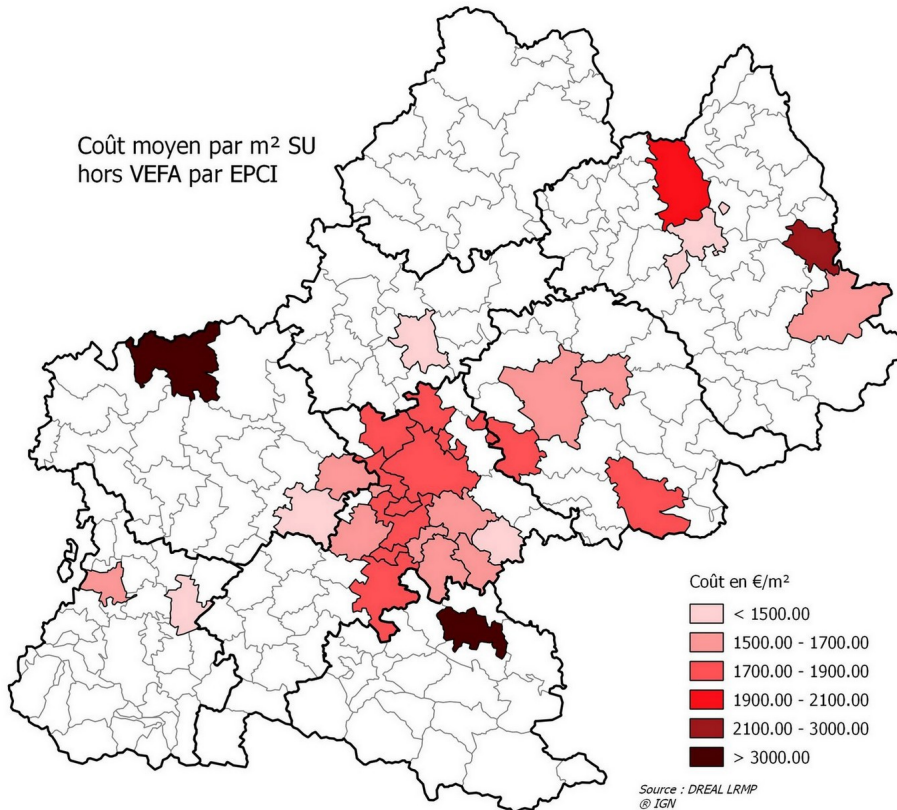 Coût moyen par m² SU
hors VEFA par EPCI
Coût en €/m²
< 1500.00
1500.00 - 1700.00
1700.00 - 1900.00
1900.00 - 2100.00
2100.00 - 3000.00
> 3000.00
Source : DREAL LRMP
® IGN